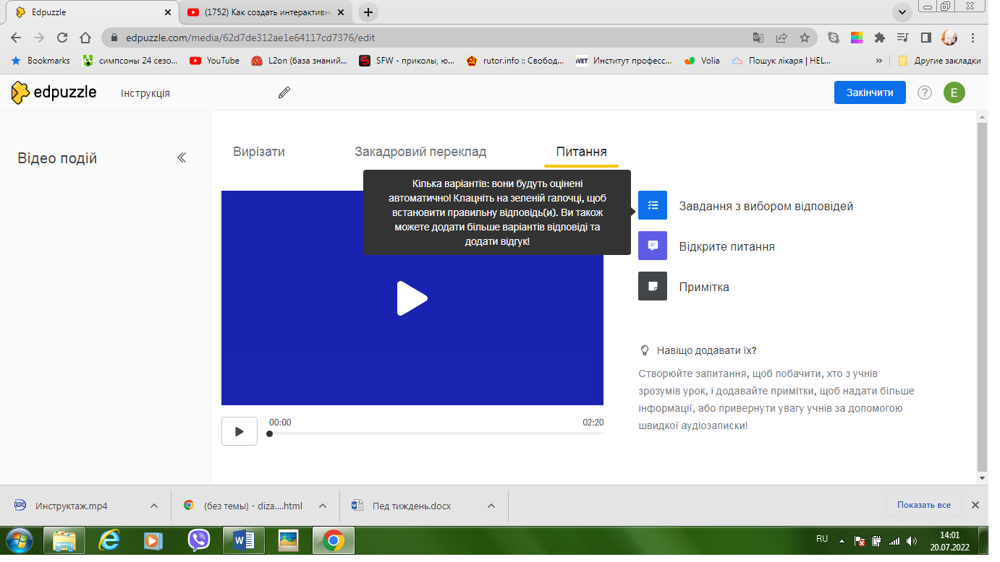 Edpuzzle
(1752) Как создать интерактивн
edpuzzle.com/media/62d7de312ae1e64117cd7376/edit
Bookmarks
симпсоны 24 сезо...
YouTube
L2on (база знаний...
SFW - приколы, ю...
rutor.info :: Свобод...
IVET
Институт професс...
Volia
Пошук лікаря | HEL...
»
Другие закладки
edpuzzle
Інструкція
Закінчити
?
E
Відео подій
Вирізати
Закадровий переклад
Питання
Кілька варіантів: вони будуть оцінені
автоматично! Клацніть на зеленій галочці, щоб
встановити правильну відповідь(и). Ви також
можете додати більше варіантів відповіді та
додати відгук!
Завдання з вибором відповідей
Відкрите питання
Примітка
Навіщо додавати їх?
Створюйте запитання, щоб побачити, хто з учнів
зрозумів урок, і додавайте примітки, щоб надати більше
інформації, або привернути увагу учнів за допомогою
швидкої аудіозаписки!
00:00
02:20
Инструктаж.mp4
(без темы) - diza....html
Пед тиждень.docx
Показать все
RU
14:01
20.07.2022